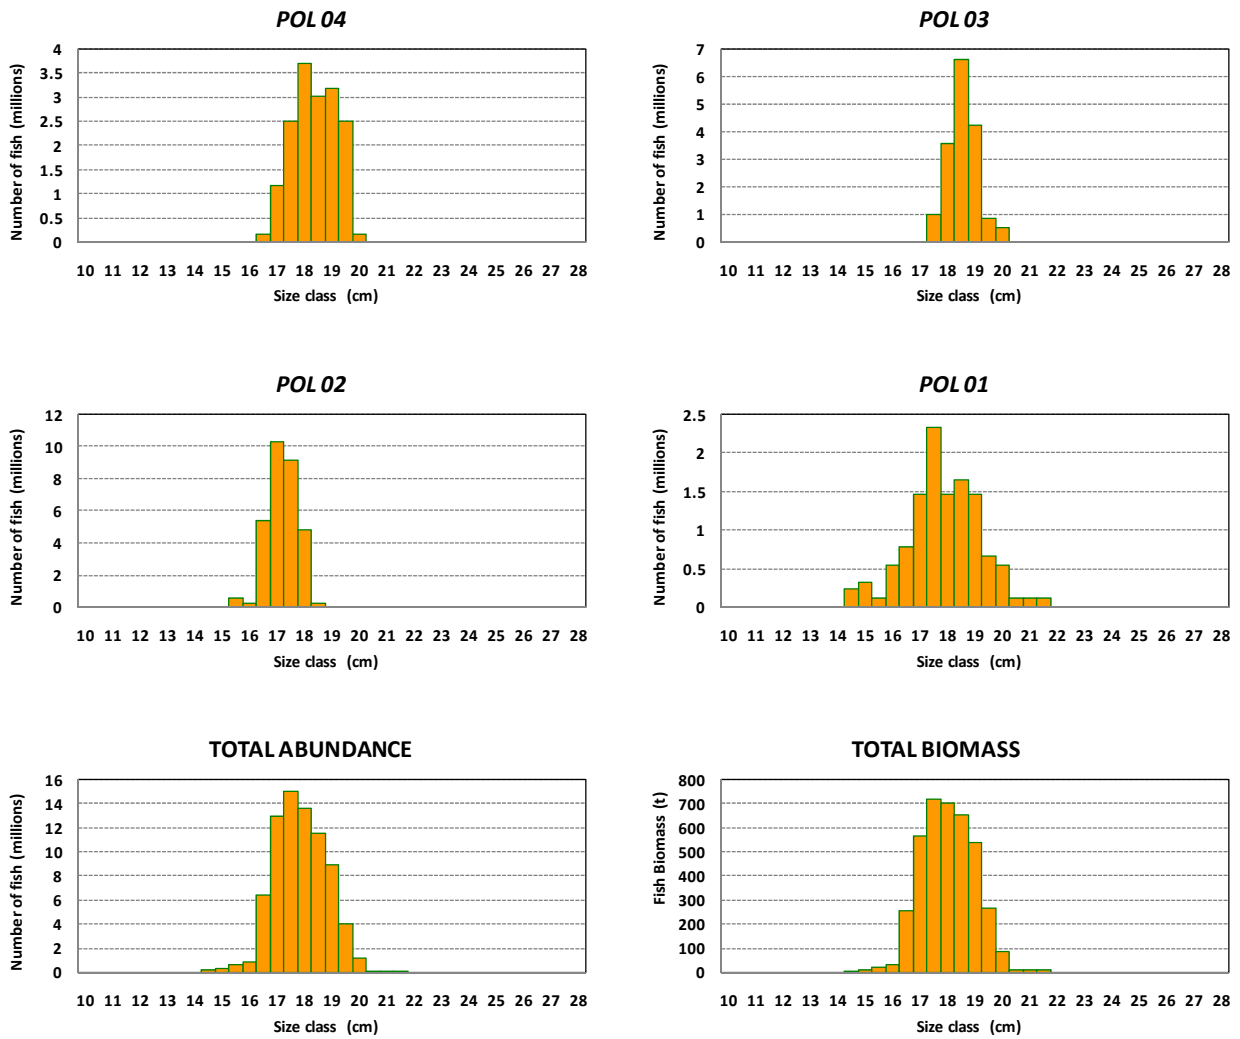 POL 04
Number of fish (millions)
4
3.5
3
2.5
2
1.5
1
0.5
0
10 11 12 13 14 15 16 17 18 19 20 21 22 23 24 25 26 27 28
Size class (cm)
POL 03
Number of fish (millions)
7
6
5
4
3
2
1
0
10 11 12 13 14 15 16 17 18 19 20 21 22 23 24 25 26 27 28
Size class (cm)
POL 02
Number of fish (millions)
12
10
8
6
4
2
0
10 11 12 13 14 15 16 17 18 19 20 21 22 23 24 25 26 27 28
Size class (cm)
POL 01
Number of fish (millions)
2.5
2
1.5
1
0.5
0
10 11 12 13 14 15 16 17 18 19 20 21 22 23 24 25 26 27 28
Size class (cm)
TOTAL ABUNDANCE
Number of fish (millions)
16
14
12
10
8
6
4
2
0
10 11 12 13 14 15 16 17 18 19 20 21 22 23 24 25 26 27 28
Size class (cm)
TOTAL BIOMASS
Fish Biomass (t)
800
700
600
500
400
300
200
100
0
10 11 12 13 14 15 16 17 18 19 20 21 22 23 24 25 26 27 28
Size class (cm)